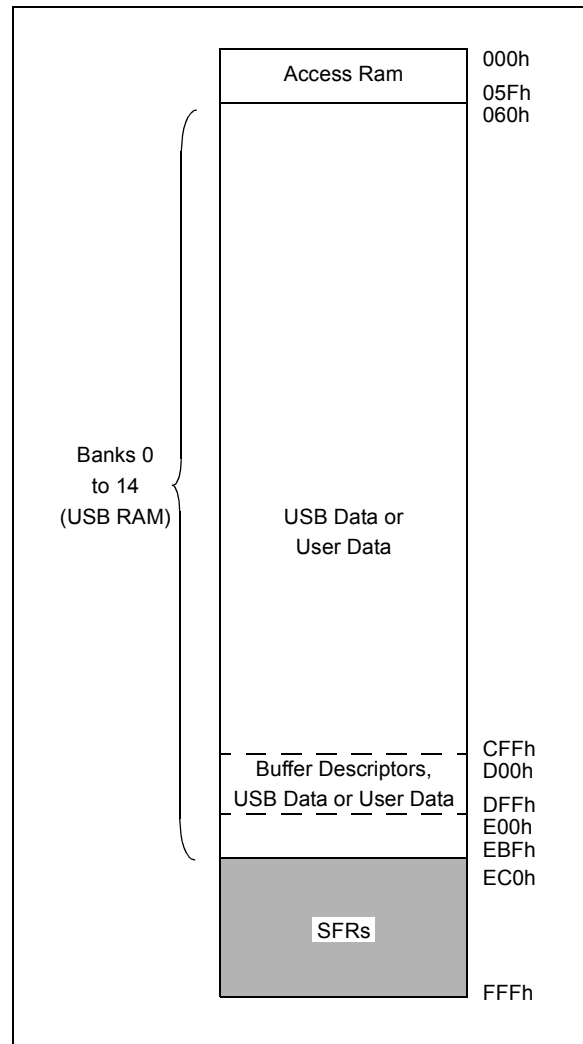 Access Ram
000h
05Fh
060h
Banks 0
to 14
(USB RAM)
USB Data or
User Data
CFFh
Buffer Descriptors,
D00h
USB Data or User Data
DFFh
E00h
EBFh
EC0h
SFRs
FFFh